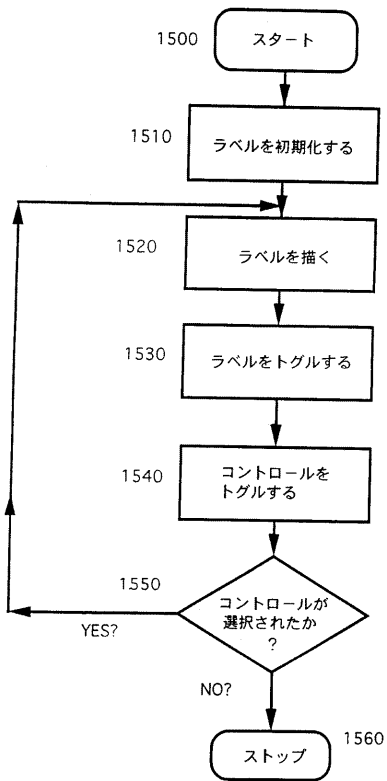 1500
スタート
1510
ラベルを初期化する
1520
ラベルを描く
1530
ラベルをトグルする
1540
コントロールを
トグルする
1550
コントロールが
選択されたか
?
YES?
NO?
1560
ストップ